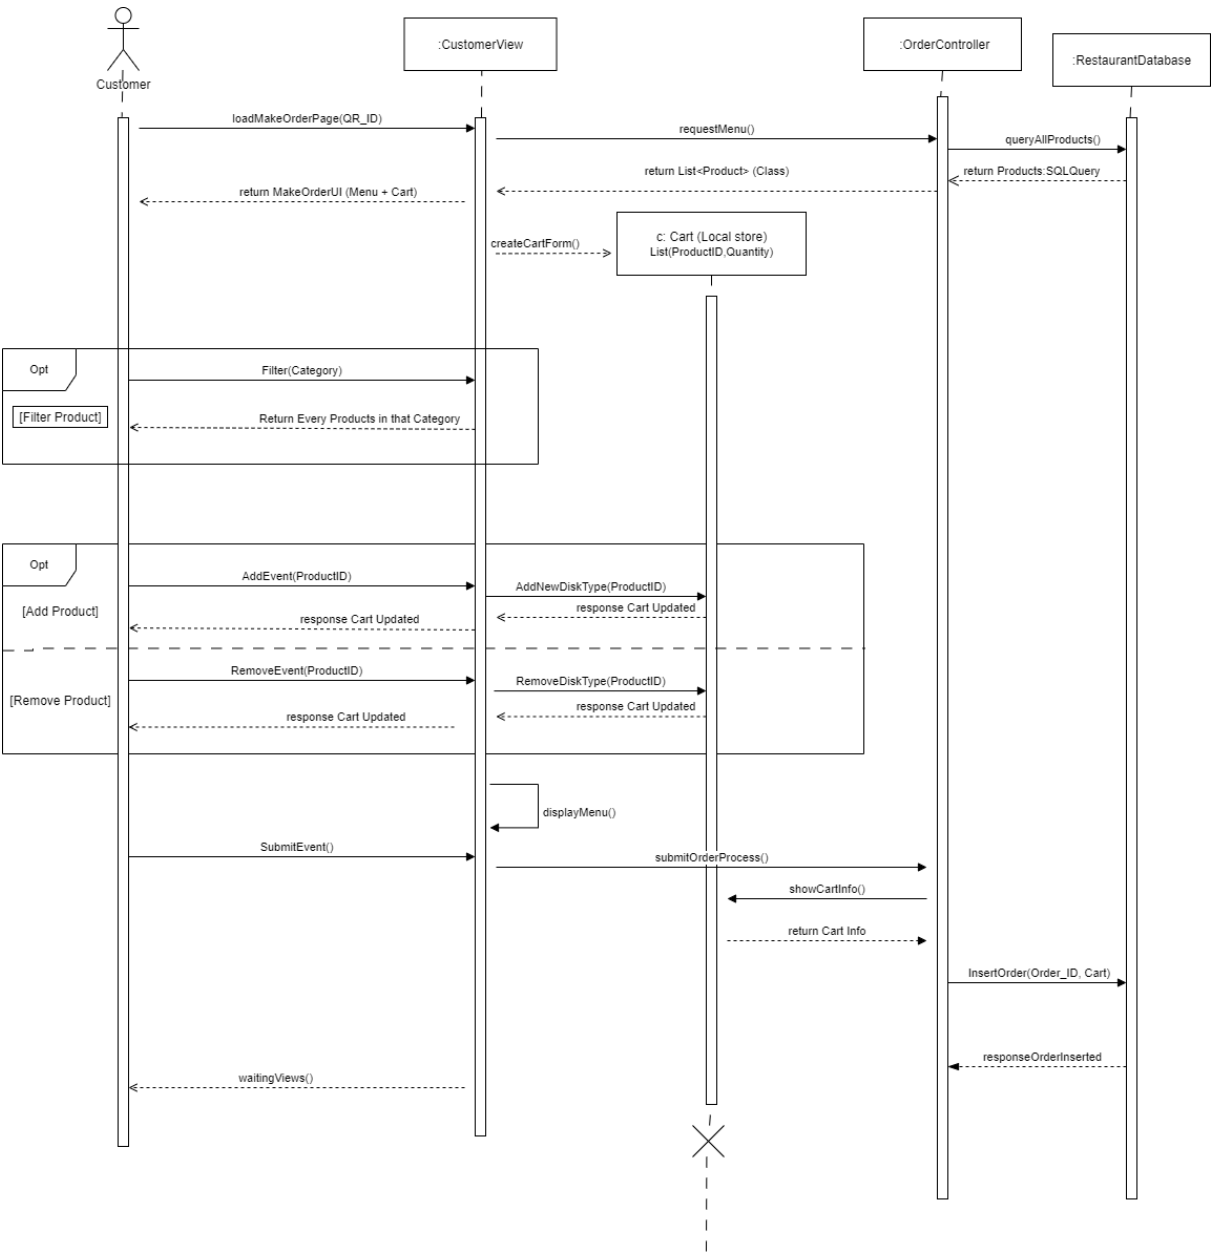 :CustomerView
:OrderController
:RestaurantDatabase
Customer
loadMakeOrderPage(QR_ID)
requestMenu()
queryAllProducts()
return List<Product> (Class)
return Products:SQLQuery
return MakeOrderUI (Menu + Cart)
createCartForm()
c: Cart (Local store)
List(ProductID,Quantity)
Opt
Filter(Category)
[Filter Product]
Return Every Products in that Category
Opt
AddEvent(ProductID)
AddNewDiskType(ProductID)
[Add Product]
response Cart Updated
response Cart Updated
RemoveEvent(ProductID)
RemoveDiskType(ProductID)
[Remove Product]
response Cart Updated
response Cart Updated
displayMenu()
SubmitEvent()
submitOrderProcess()
showCartInfo()
return Cart Info
InsertOrder(Order_ID, Cart)
responseOrderInserted
waitingViews()